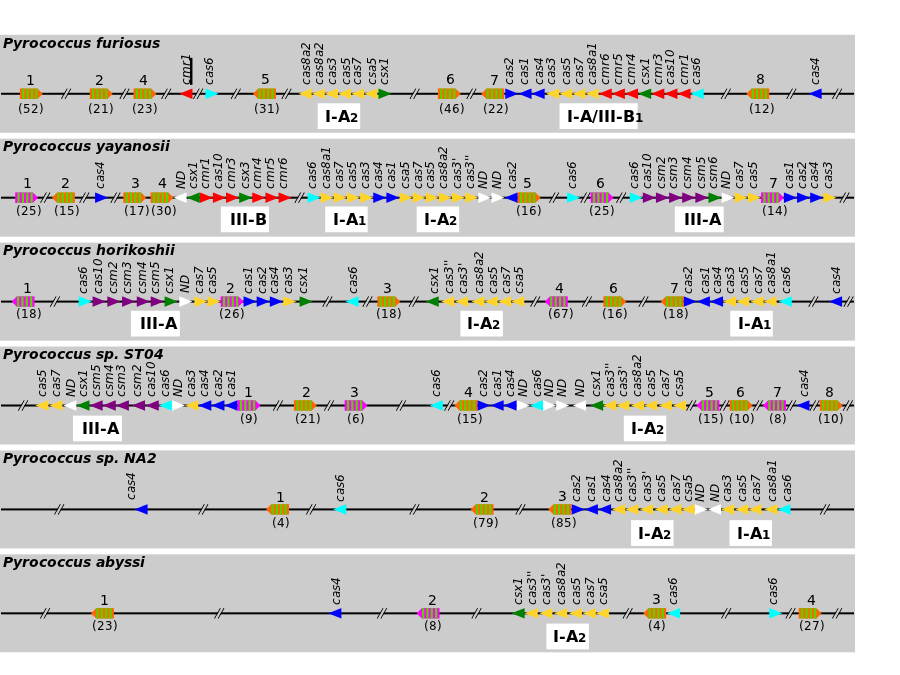 Pyrococcus furiosus
cmr1 cas6 cas8a2 cas8a2 cas3 cas5 cas7 csa5 csx1 cas2 cas1 cas4 cas3 cas5 cas7 cas8a1 cmr6 cmr5 cmr4 csx1 cmr3 cas10 cmr1 cas6 cas4
1 2 4 5 6 7 8
(52) (21) (23) (31) (46) (22) (12)
I-A2 I-A/III-B1
Pyrococcus yayanosii
cas4 ND csx1 cmr1 cas10 cmr3 csx3 cmr4 cmr5 cmr6 cas6 cas8a1 cas7 cas5 cas3 cas4 cas1 csa5 cas7 cas5 cas8a2 cas3' cas3'' ND ND cas2 cas6 cas6 cas10 csm2 csm3 csm4 csm5 csm6 ND cas7 cas5 cas1 cas2 cas4 cas3
1 2 3 4 5 6 7
(25) (15) (17) (30) (16) (25) (14)
III-B I-A1 I-A2 III-A
Pyrococcus horikoshii
cas6 cas10 csm2 csm3 csm4 csm5 csx1 ND cas7 cas5 cas1 cas2 cas4 cas3 csx1 cas6 csx1 cas3'' cas3' cas8a2 cas5 cas7 csa5 cas2 cas1 cas4 cas3 cas5 cas7 cas8a1 cas6 cas4
1 2 3 4 6 7
(18) (26) (18) (67) (16) (18)
III-A I-A2 I-A1
Pyrococcus sp. ST04
cas5 cas7 ND csx1 csm5 csm4 csm3 csm2 cas10 cas6 ND cas3 cas4 cas2 cas1 cas6 cas2 cas1 cas4 ND cas6 ND ND ND csx1 cas3'' cas3' cas8a2 cas5 cas7 csa5 cas4
1 2 3 4 5 6 7 8
(9) (21) (6) (15) (15) (10) (8) (10)
III-A I-A2
Pyrococcus sp. NA2
cas4 cas6 cas2 cas1 cas4 cas8a2 cas3'' cas3' cas5 cas7 csa5 ND ND cas3 cas5 cas7 cas8a1 cas6
1 2 3
(4) (79) (85)
I-A2 I-A1
Pyrococcus abyssi
cas4 csx1 cas3'' cas3' cas8a2 cas5 cas7 csa5 cas6 cas6
1 2 3 4
(23) (8) (4) (27)
I-A2